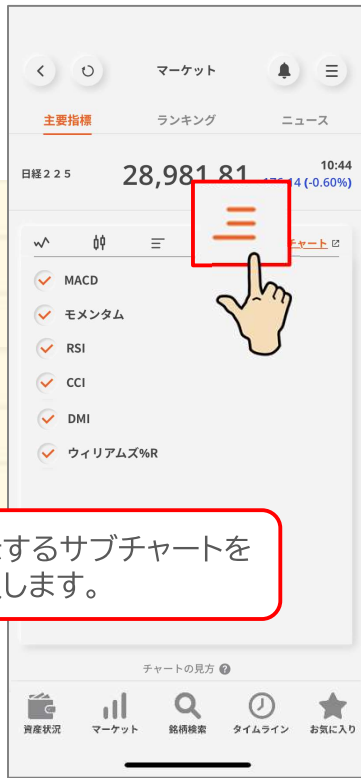 マーケット
主要指標 ランキング ニュース
10:44
日経２２５ 28,981.81 14 (-0.60%)
チャート
MACD
モメンタム
RSI
CCI
DMI
ウィリアムズ%R
するサブチャートを
します。
チャートの見方 ?
資産状況 マーケット 銘柄検索 タイムライン お気に入り